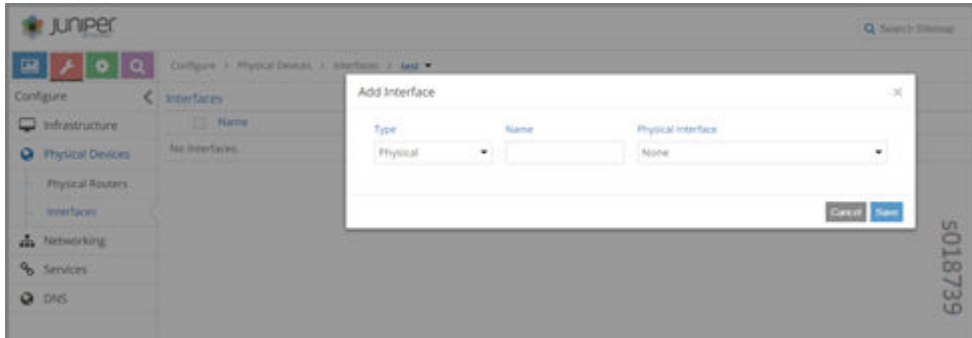 JUNIPER
NETWORKS
Search Sitemap
Configure > Physical Devices > Interfaces > test
Configure
Infrastructure
Physical Devices
Physical Routers
Interfaces
Networking
Services
DNS
Interfaces
Name
No Interfaces.
Add Interface
Type
Name
Physical Interface
Physical
None
Cancel
Save
s018739